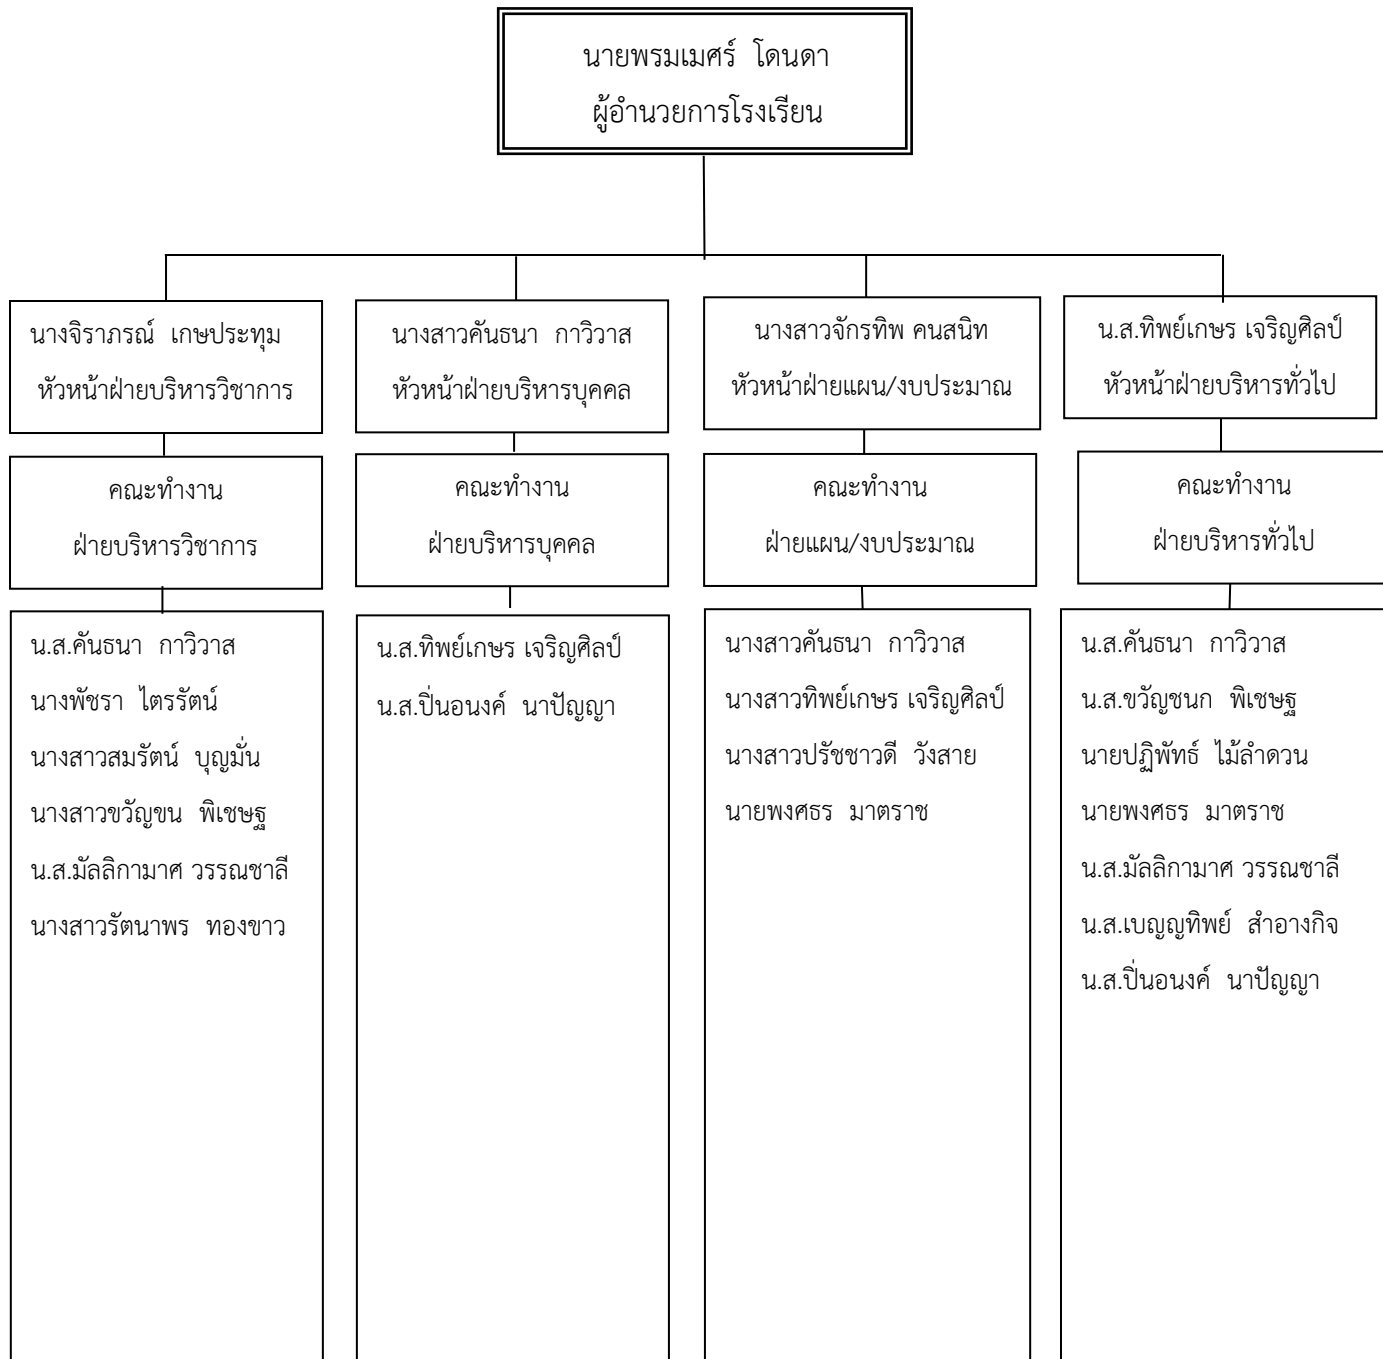 นายพรมเมศร์ โดนดา
ผู้อำนวยการโรงเรียน
นางจิราภรณ์ เกษประทุม
หัวหน้าฝ่ายบริหารวิชาการ
คณะทำงาน
ฝ่ายบริหารวิชาการ
น.ส.คันธนา กาวิวาส
นางพัชรา ไตรรัตน์
นางสาวสมรัตน์ บุญมั่น
นางสาวขวัญขน พิเชษฐ
น.ส.มัลลิกามาศ วรรณชาลี
นางสาวรัตนาพร ทองขาว
นางสาวคันธนา กาวิวาส
หัวหน้าฝ่ายบริหารบุคคล
คณะทำงาน
ฝ่ายบริหารบุคคล
น.ส.ทิพย์เกษร เจริญศิลป์
น.ส.ปิ่นอนงค์ นาปัญญา
นางสาวจักรทิพ คนสนิท
หัวหน้าฝ่ายแผน/งบประมาณ
คณะทำงาน
ฝ่ายแผน/งบประมาณ
นางสาวคันธนา กาวิวาส
นางสาวทิพย์เกษร เจริญศิลป์
นางสาวปรัชชาวดี วังสาย
นายพงศธร มาตราช
น.ส.ทิพย์เกษร เจริญศิลป์
หัวหน้าฝ่ายบริหารทั่วไป
คณะทำงาน
ฝ่ายบริหารทั่วไป
น.ส.คันธนา กาวิวาส
น.ส.ขวัญชนก พิเชษฐ
นายปฏิพัทธ์ ไม้ลำดวน
นายพงศธร มาตราช
น.ส.มัลลิกามาศ วรรณชาลี
น.ส.เบญญทิพย์ สำอางกิจ
น.ส.ปิ่นอนงค์ นาปัญญา